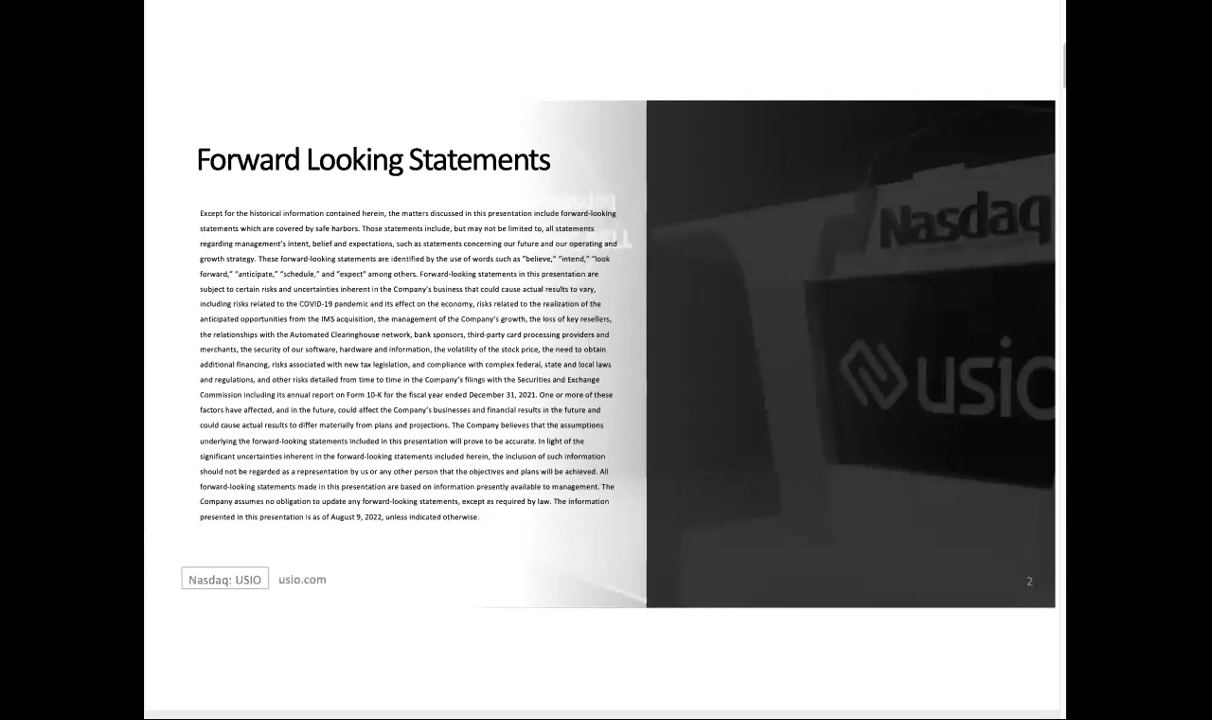 Forward Looking Statements
Except for the historical information contained herein, the matters discussed in this presentation include forward-looking
statements which are covered by safe harbors. Those statements include, but may not be limited to, all statements
regarding management's intent, belief and expectations, such as statements concerning our future and our operating and
growth strategy. These forward-looking statements are identified by the use of words such as "believe," "intend," "look
forward," "anticipate," "schedule," and "expect" among others. Forward-looking statements in this presentation are
subject to certain risks and uncertainties inherent in the Company's business that could cause actual results to vary,
including risks related to the COVID-19 pandemic and its effect on the economy, risks related to the realization of the
anticipated opportunities from the IMS acquisition, the management of the Company's growth, the loss of key resellers,
the relationships with the Automated Clearinghouse network, bank sponsors, third-party card processing providers and
merchants, the security of our software, hardware and information, the volatility of the stock price, the need to obtain
additional financing, risks associated with new tax legislation, and compliance with complex federal, state and local laws
and regulations, and other risks detailed from time to time in the Company's filings with the Securities and Exchange
Commission including its annual report on Form 10-K for the fiscal year ended December 31, 2021. One or more of these
factors have affected, and in the future, could affect the Company's businesses and financial results in the future and
could cause actual results to differ materially from plans and projections. The Company believes that the assumptions
underlying the forward-looking statements included in this presentation will prove to be accurate. In light of the
significant uncertainties inherent in the forward-looking statements included herein, the inclusion of such information
should not be regarded as a representation by us or any other person that the objectives and plans will be achieved. All
forward-looking statements made in this presentation are based on information presently available to management. The
Company assumes no obligation to update any forward-looking statements, except as required by law. The information
presented in this presentation is as of August 9, 2022, unless indicated otherwise.
Nasdaq: USIO usio.com
Nasdaq
usio
2